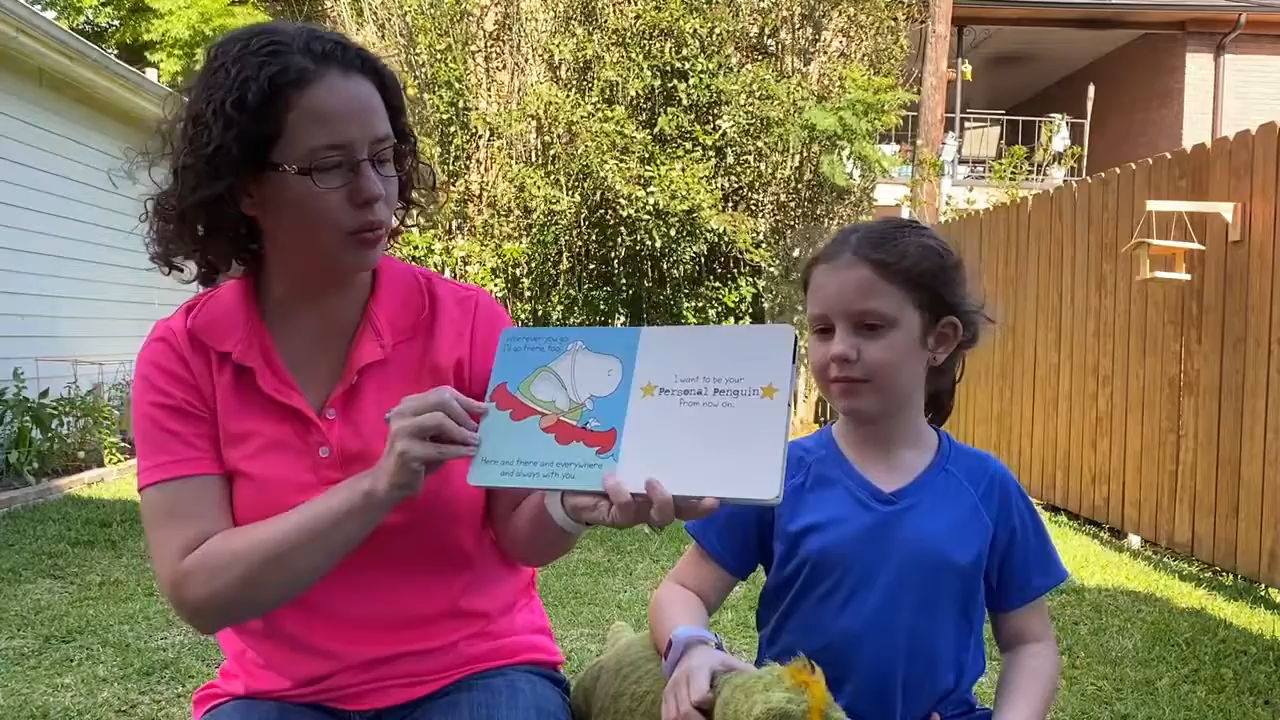 Wherever you go,
I'll go there, too,
Here and there and everywhere
and always with you.
I want to be your
Personal Penguin
from now on.